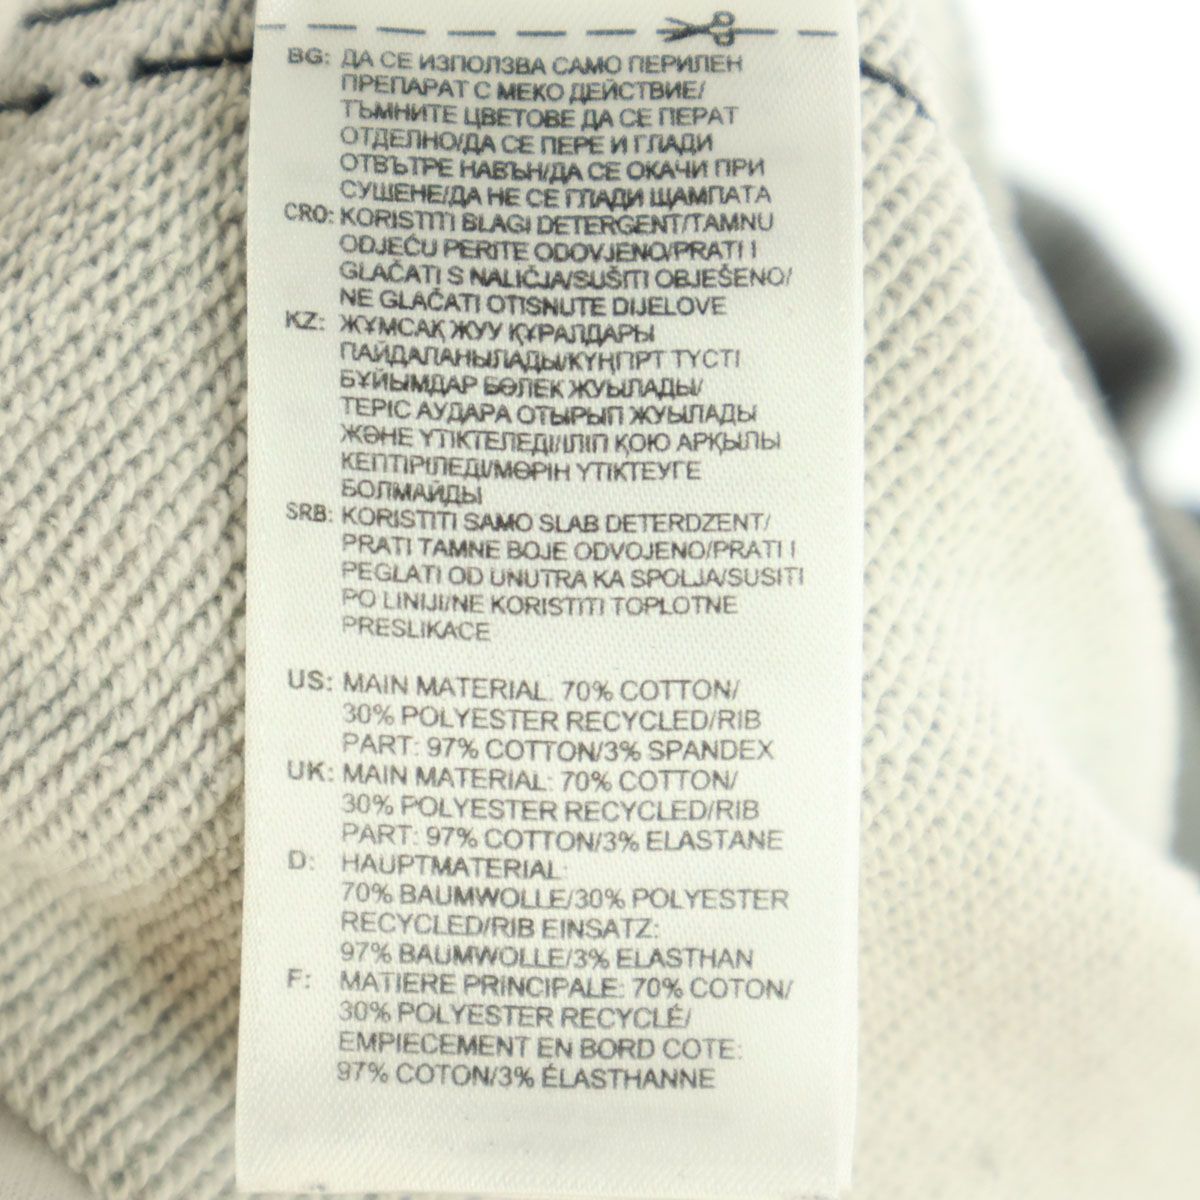 BG: ДА СЕ ИЗПОЛЗВА САМО ПЕРИЛЕН
ПРЕПАРАТ С МЕКО ДЕЙСТВИЕ/
ТЪМНИТЕ ЦВЕТОВЕ ДА СЕ ПЕРАТ
ОТДЕЛНО/ДА СЕ ПЕРЕ И ГЛАДИ
ОТВЪТРЕ НАВЪН/ДА СЕ ОКАЧИ ПРИ
СУШЕНЕ/ДА НЕ СЕ ГЛАДИ ЩАМПАТА
CRO: KORISTITI BLAGI DETERGENT/TAMNU
ODJEĆU PERITE ODOVJENO/PRATI I
GLAČATI S NALIČJA/SUŠITI OBJEŠENO/
NE GLAČATI OTISNUTE DIJELOVE
KZ: ЖҰМСАҚ ЖУУ ҚҰРАЛДАРЫ
ПАЙДАЛАНЫЛАДЫ/КҮҢПРТ ТҮСТІ
БҰЙЫМДАР БӨЛЕК ЖУЫЛАДЫ/
ТЕРІС АУДАРА ОТЫРЫП ЖУЫЛАДЫ
ЖӘНЕ ҮТІКТЕЛЕДІ/ІЛІП ҚОЮ АРҚЫЛЫ
КЕПТІРІЛЕДІ/МӨРІН ҮТІКТЕУГЕ
БОЛМАЙДЫ
SRB: KORISTITI SAMO SLAB DETERDZENT/
PRATI TAMNE BOJE ODVOJENO/PRATI I
PEGLATI OD UNUTRA KA SPOLJA/SUSITI
PO LINIJI/NE KORISTITI TOPLOTNE
PRESLIKACE
US: MAIN MATERIAL: 70% COTTON/
30% POLYESTER RECYCLED/RIB
PART: 97% COTTON/3% SPANDEX
UK: MAIN MATERIAL: 70% COTTON/
30% POLYESTER RECYCLED/RIB
PART: 97% COTTON/3% ELASTANE
D: HAUPTMATERIAL:
70% BAUMWOLLE/30% POLYESTER
RECYCLED/RIB EINSATZ:
97% BAUMWOLLE/3% ELASTHAN
F: MATIERE PRINCIPALE: 70% COTON/
30% POLYESTER RECYCLÉ/
EMPIECEMENT EN BORD COTE:
97% COTON/3% ÉLASTHANNE